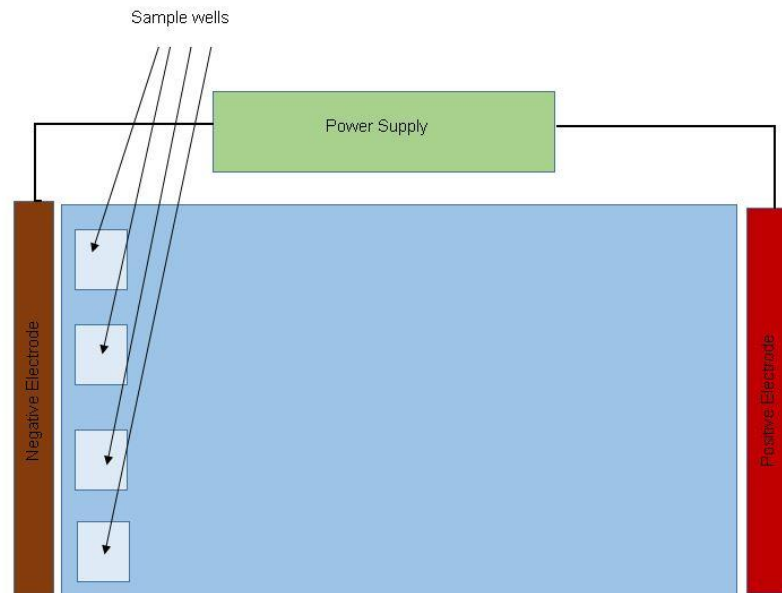 Sample wells
Power Supply
Negative Electrode
Positive Electrode